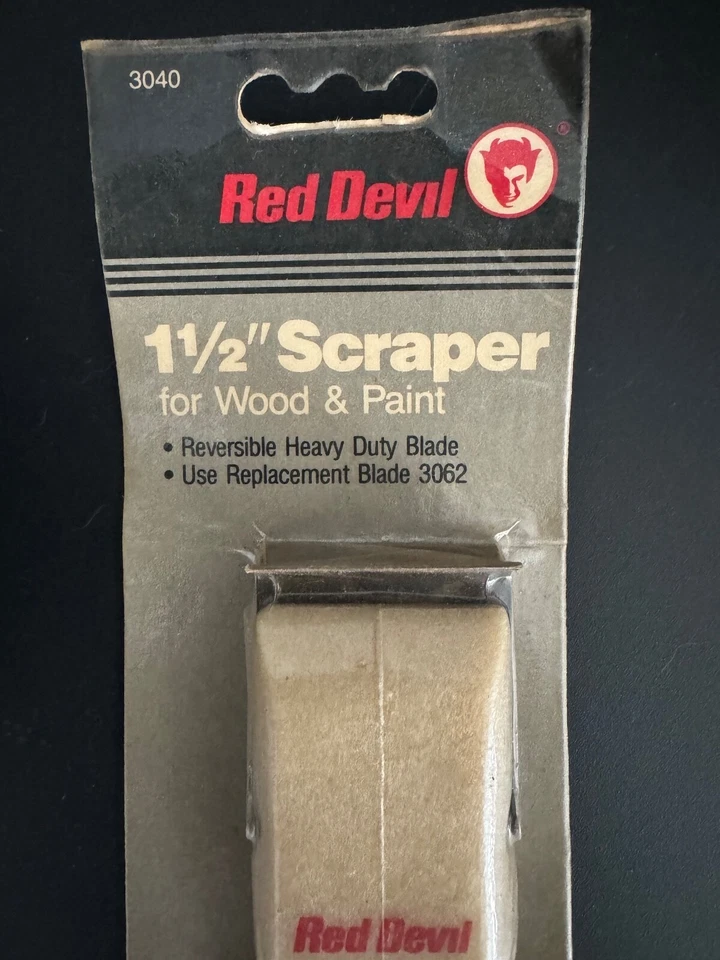 3040
Red Devil
®
1½" Scraper
for Wood & Paint
• Reversible Heavy Duty Blade
• Use Replacement Blade 3062
Red Devil